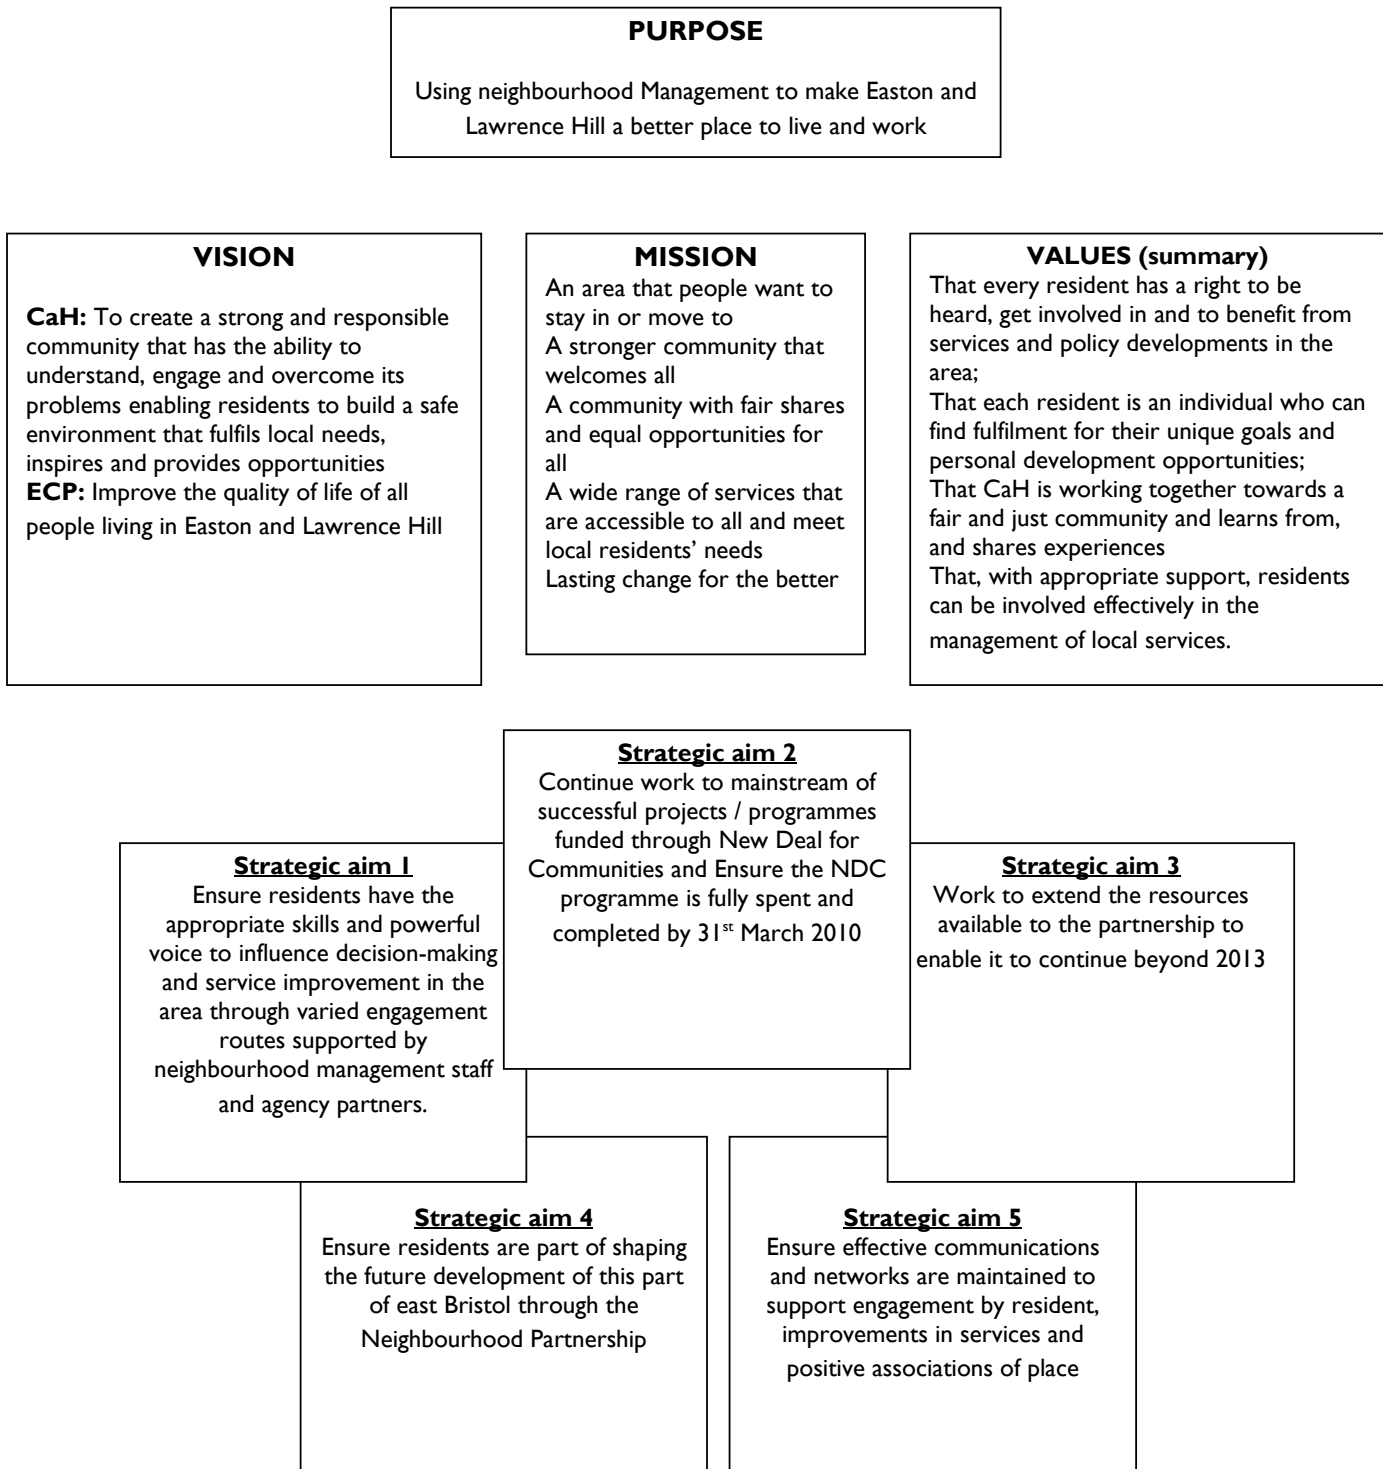 PURPOSE
Using neighbourhood Management to make Easton and
Lawrence Hill a better place to live and work
VISION
CaH: To create a strong and responsible
community that has the ability to
understand, engage and overcome its
problems enabling residents to build a safe
environment that fulfils local needs,
inspires and provides opportunities
ECP: Improve the quality of life of all
people living in Easton and Lawrence Hill
MISSION
An area that people want to
stay in or move to
A stronger community that
welcomes all
A community with fair shares
and equal opportunities for
all
A wide range of services that
are accessible to all and meet
local residents’ needs
Lasting change for the better
VALUES (summary)
That every resident has a right to be
heard, get involved in and to benefit from
services and policy developments in the
area;
That each resident is an individual who can
find fulfilment for their unique goals and
personal development opportunities;
That CaH is working together towards a
fair and just community and learns from,
and shares experiences
That, with appropriate support, residents
can be involved effectively in the
management of local services.
Strategic aim 1
Ensure residents have the
appropriate skills and powerful
voice to influence decision-making
and service improvement in the
area through varied engagement
routes supported by
neighbourhood management staff
and agency partners.
Strategic aim 2
Continue work to mainstream of
successful projects / programmes
funded through New Deal for
Communities and Ensure the NDC
programme is fully spent and
completed by 31st March 2010
Strategic aim 3
Work to extend the resources
available to the partnership to
enable it to continue beyond 2013
Strategic aim 4
Ensure residents are part of shaping
the future development of this part
of east Bristol through the
Neighbourhood Partnership
Strategic aim 5
Ensure effective communications
and networks are maintained to
support engagement by resident,
improvements in services and
positive associations of place